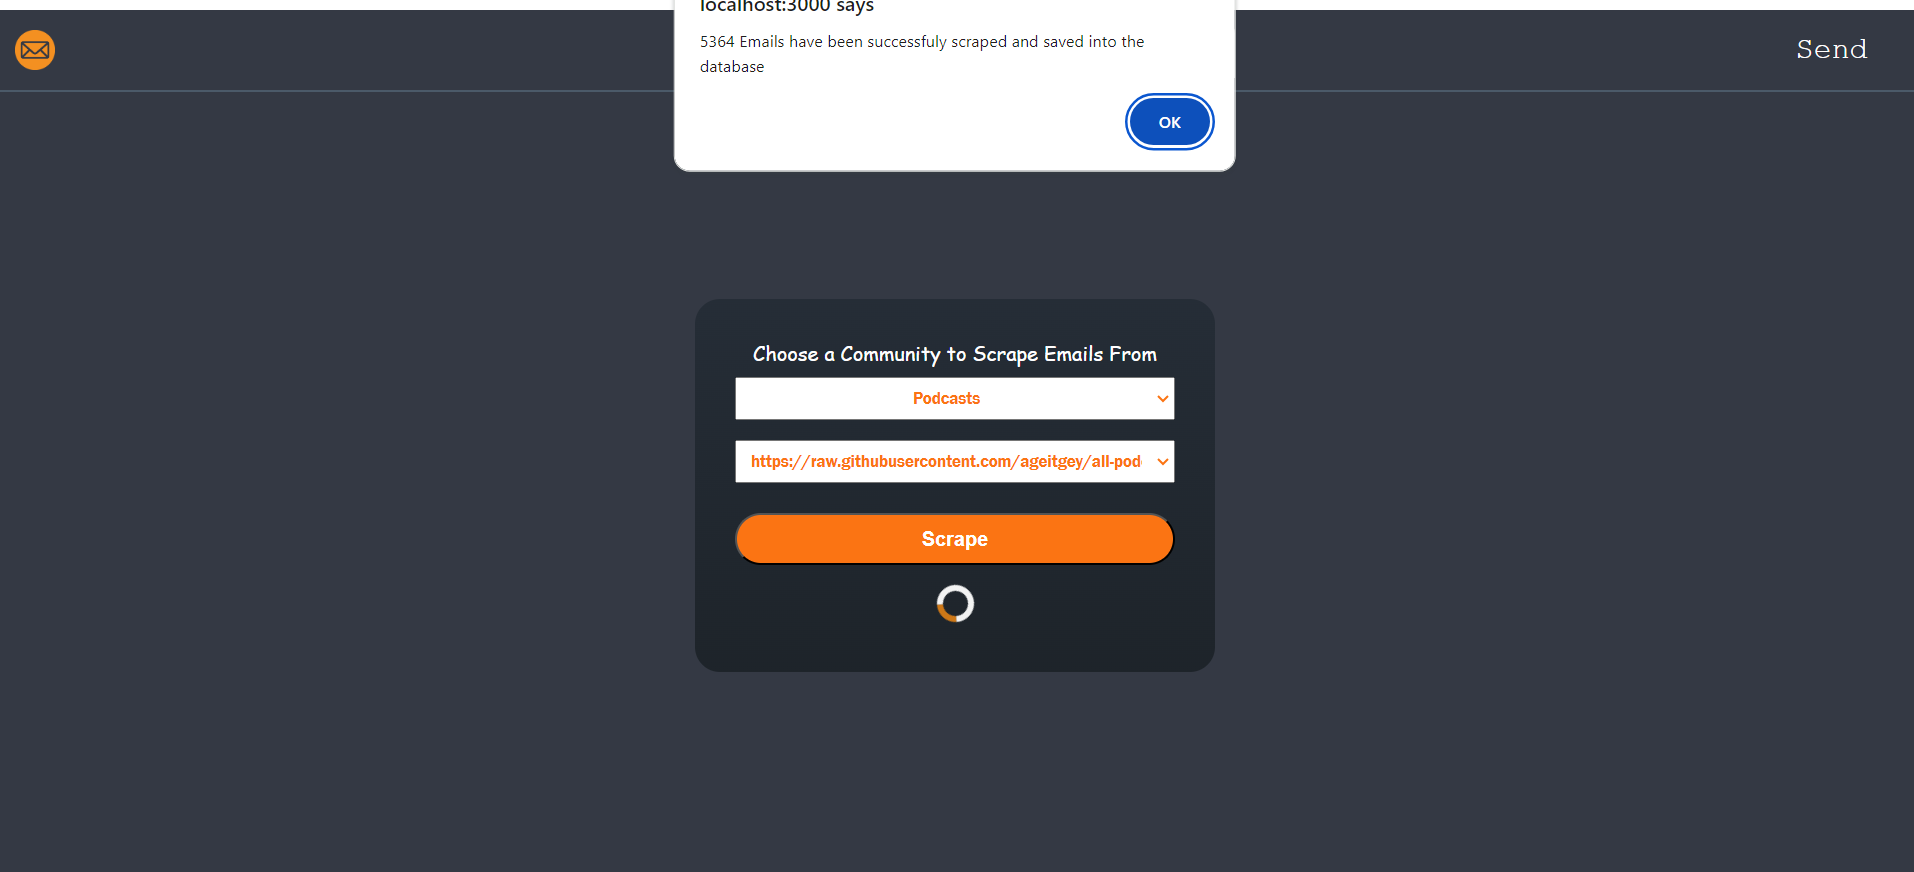 localhost:3000 says
5364 Emails have been successfuly scraped and saved into the
database
OK
Send
Choose a Community to Scrape Emails From
Podcasts
https://raw.githubusercontent.com/ageitgey/all-pod
Scrape